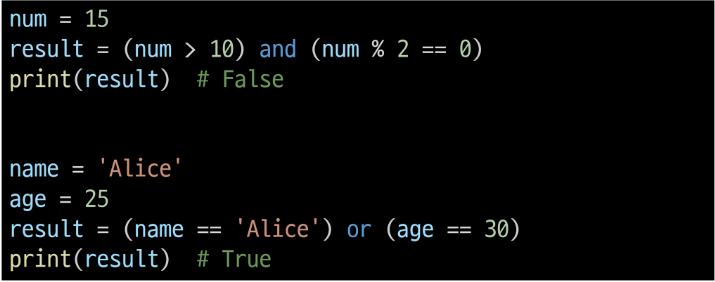 num = 15
result = (num > 10) and (num % 2 == 0)
print(result)  # False
name = 'Alice'
age = 25
result = (name == 'Alice') or (age == 30)
print(result)  # True